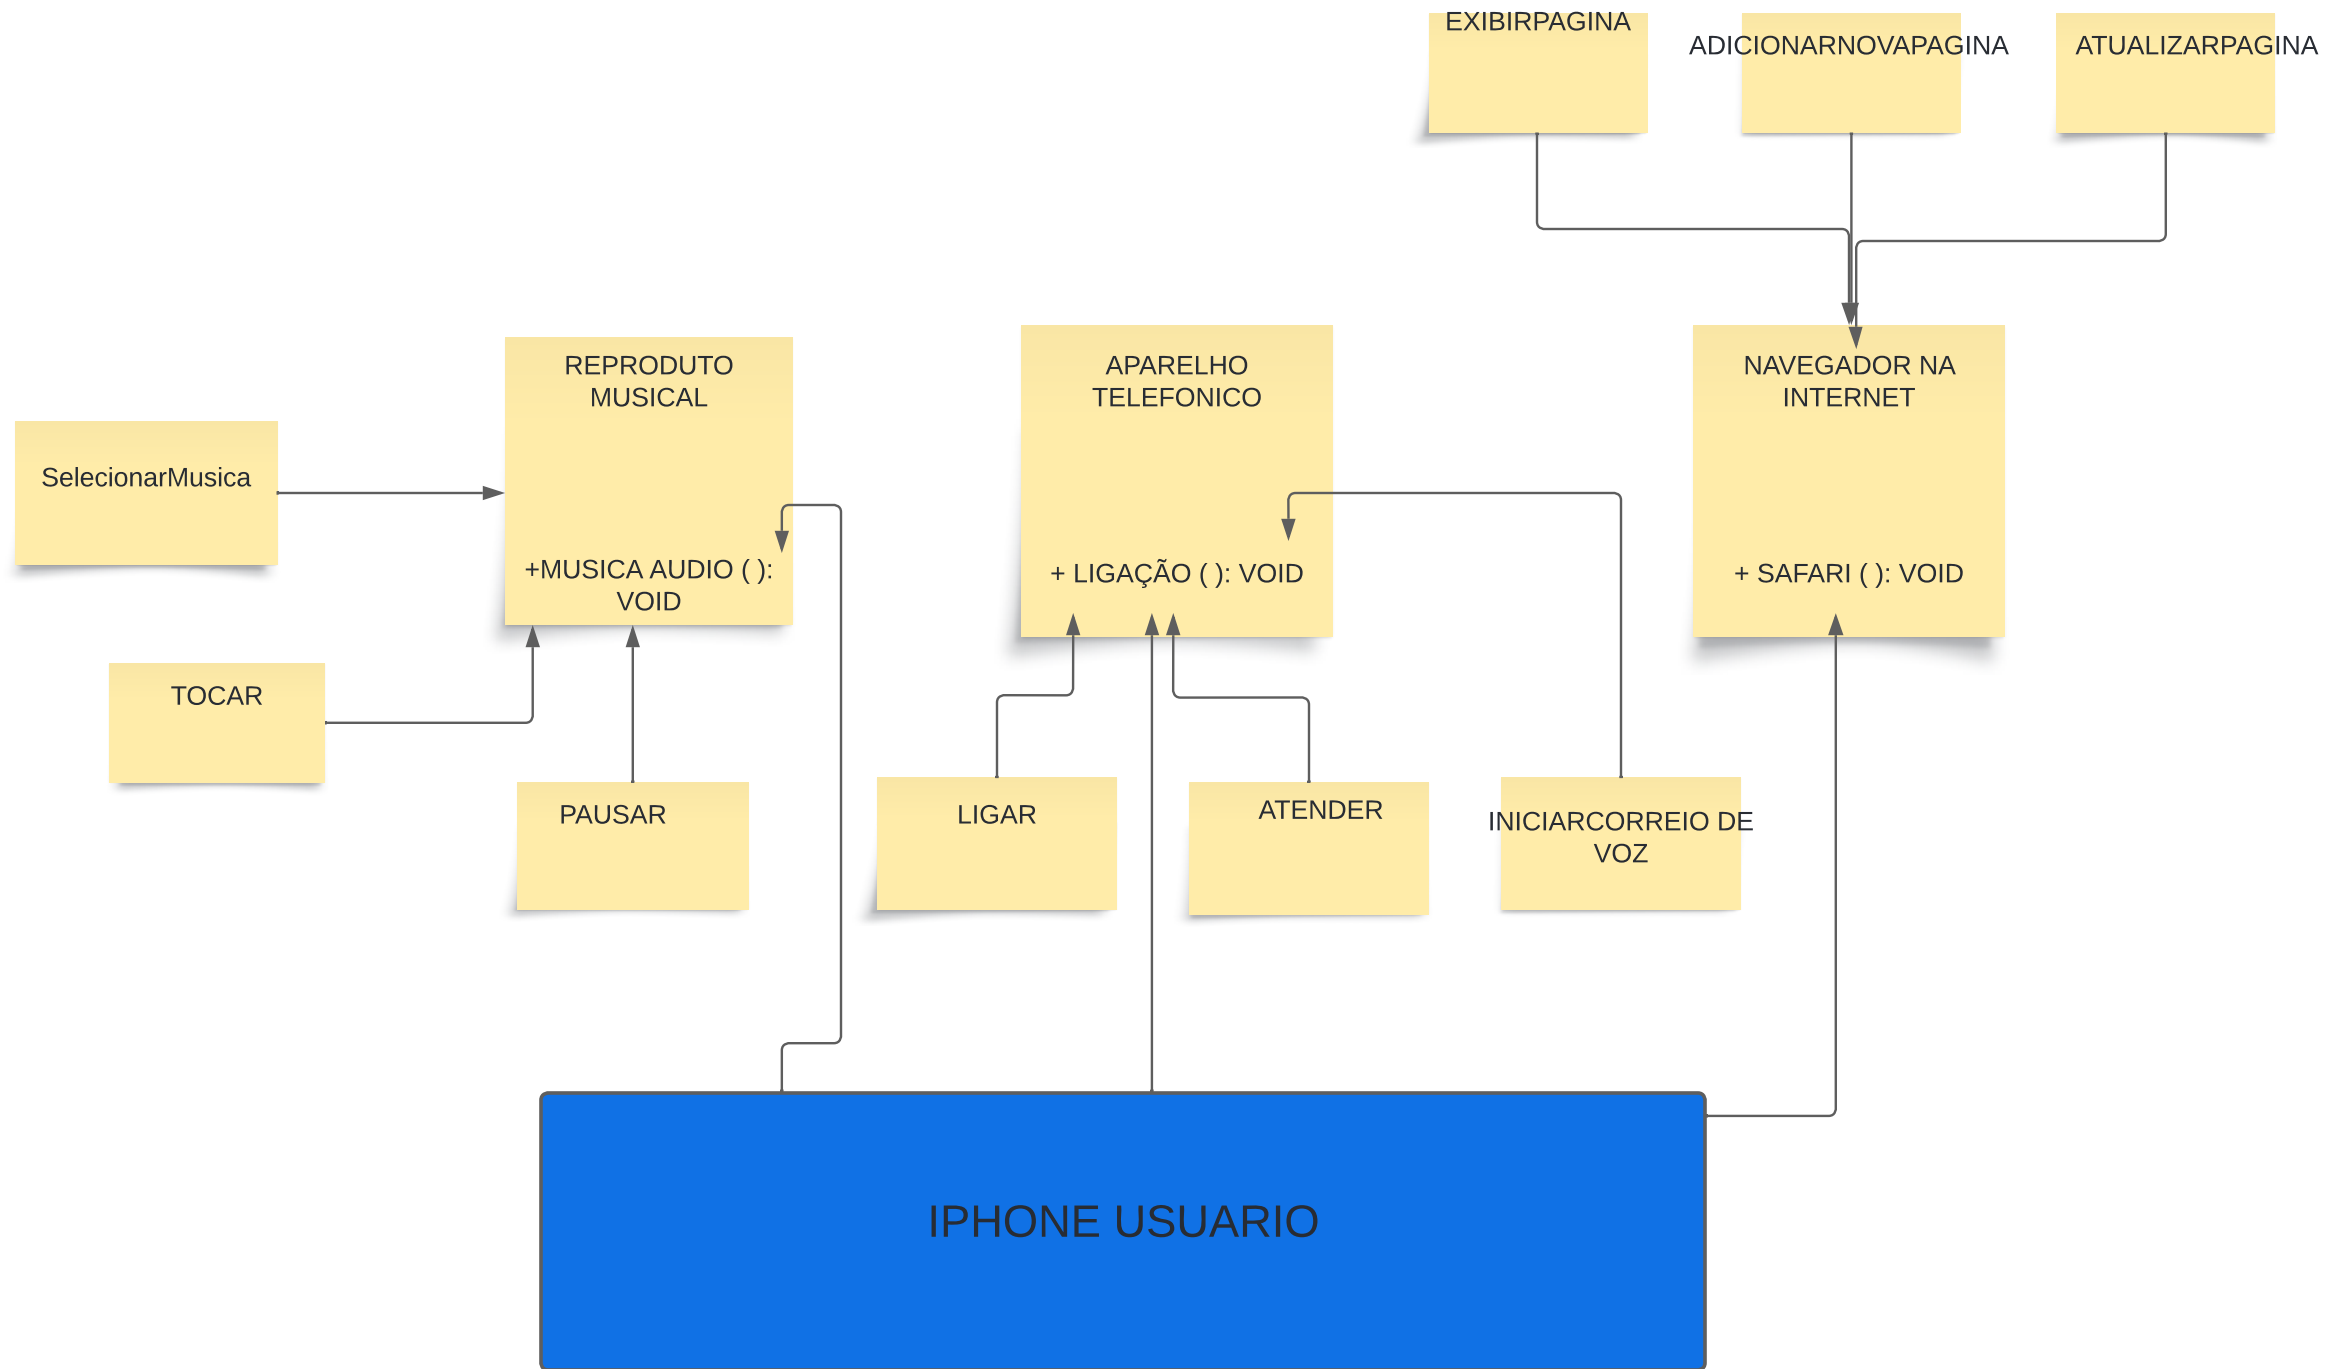 EXIBIRPAGINA
ADICIONARNOVAPAGINA
ATUALIZARPAGINA
REPRODUTO
MUSICAL
+MUSICA AUDIO ( ):
VOID
APARELHO
TELEFONICO
+ LIGAÇÃO ( ): VOID
NAVEGADOR NA
INTERNET
+ SAFARI ( ): VOID
SelecionarMusica
TOCAR
PAUSAR
LIGAR
ATENDER
INICIARCORREIO DE
VOZ
IPHONE USUARIO